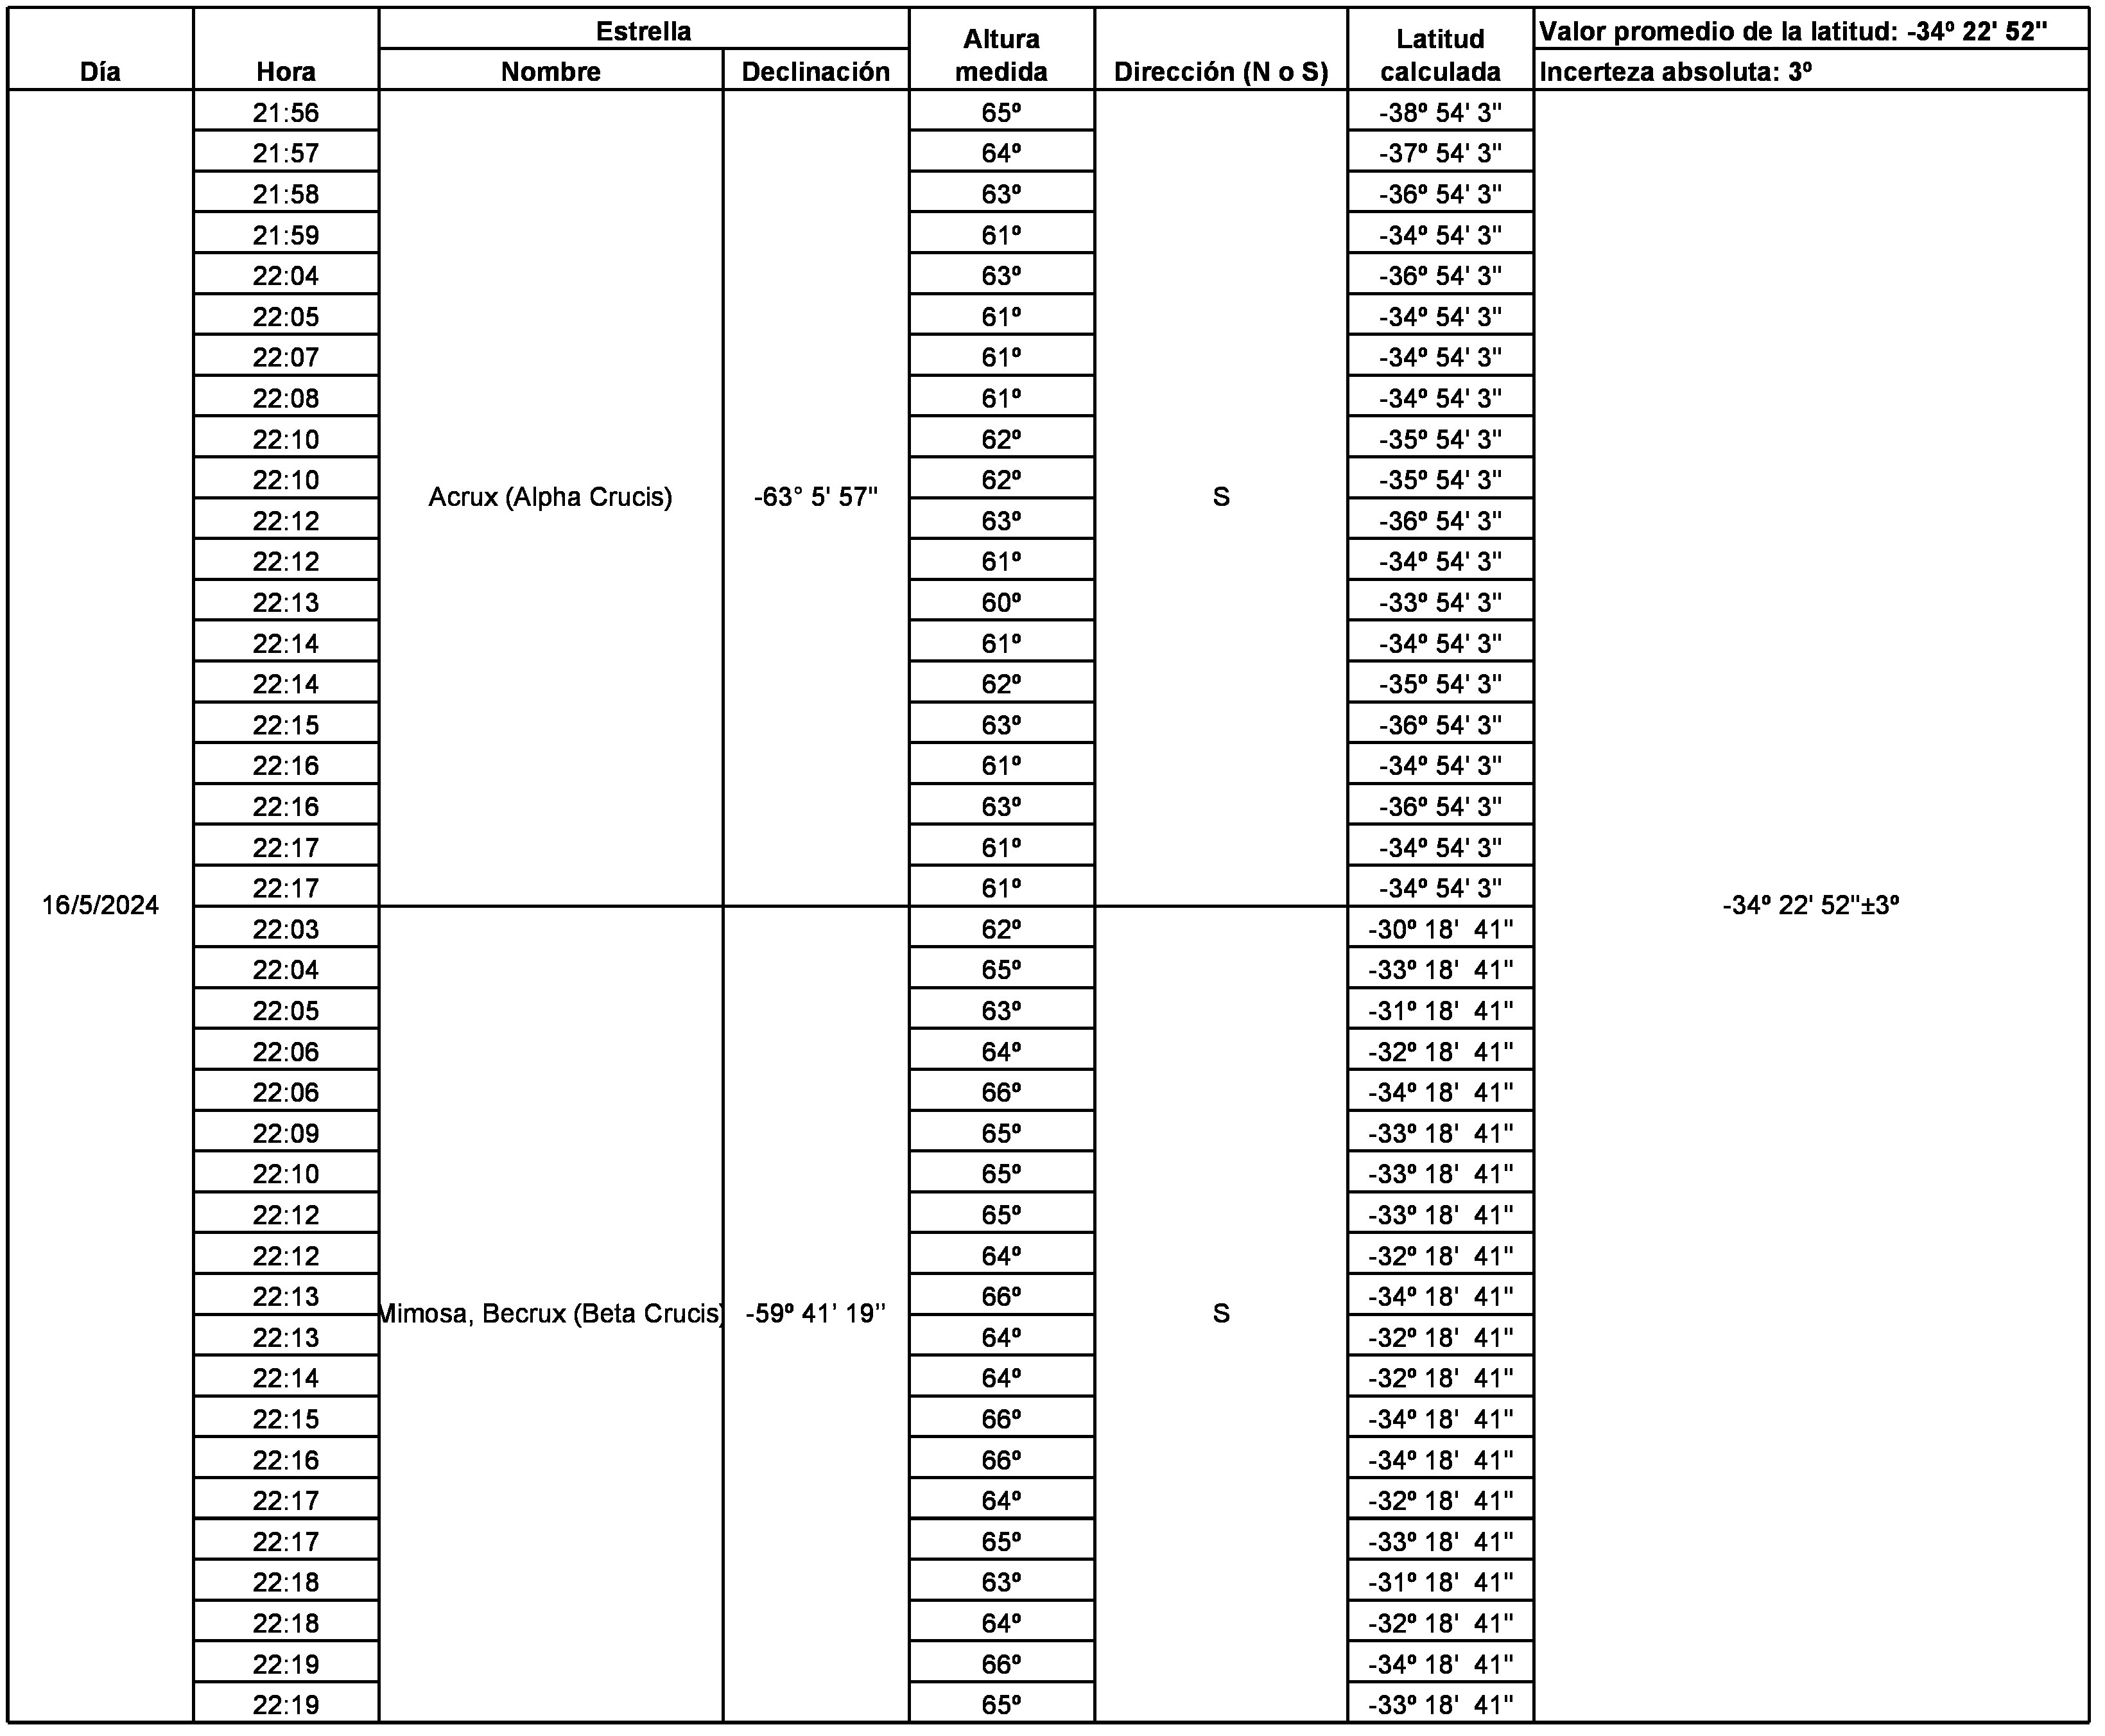 Día Hora Estrella Altura medida Dirección (N o S) Latitud calculada Valor promedio de la latitud: -34º 22' 52"
Nombre Declinación Incerteza absoluta: 3º
21:56 65º -38º 54' 3"
21:57 64º -37º 54' 3"
21:58 63º -36º 54' 3"
21:59 61º -34º 54' 3"
22:04 63º -36º 54' 3"
22:05 61º -34º 54' 3"
22:07 61º -34º 54' 3"
22:08 61º -34º 54' 3"
22:10 62º -35º 54' 3"
22:10 62º -35º 54' 3"
Acrux (Alpha Crucis) -63° 5' 57" S
22:12 63º -36º 54' 3"
22:12 61º -34º 54' 3"
22:13 60º -33º 54' 3"
22:14 61º -34º 54' 3"
22:14 62º -35º 54' 3"
22:15 63º -36º 54' 3"
22:16 61º -34º 54' 3"
22:16 63º -36º 54' 3"
22:17 61º -34º 54' 3"
22:17 61º -34º 54' 3"
16/5/2024 -34º 22' 52"±3º
22:03 62º -30º 18' 41"
22:04 65º -33º 18' 41"
22:05 63º -31º 18' 41"
22:06 64º -32º 18' 41"
22:06 66º -34º 18' 41"
22:09 65º -33º 18' 41"
22:10 65º -33º 18' 41"
22:12 65º -33º 18' 41"
22:12 64º -32º 18' 41"
22:13 66º -34º 18' 41"
Mimosa, Becrux (Beta Crucis) -59º 41’ 19’’ S
22:13 64º -32º 18' 41"
22:14 64º -32º 18' 41"
22:15 66º -34º 18' 41"
22:16 66º -34º 18' 41"
22:17 64º -32º 18' 41"
22:17 65º -33º 18' 41"
22:18 63º -31º 18' 41"
22:18 64º -32º 18' 41"
22:19 66º -34º 18' 41"
22:19 65º -33º 18' 41"